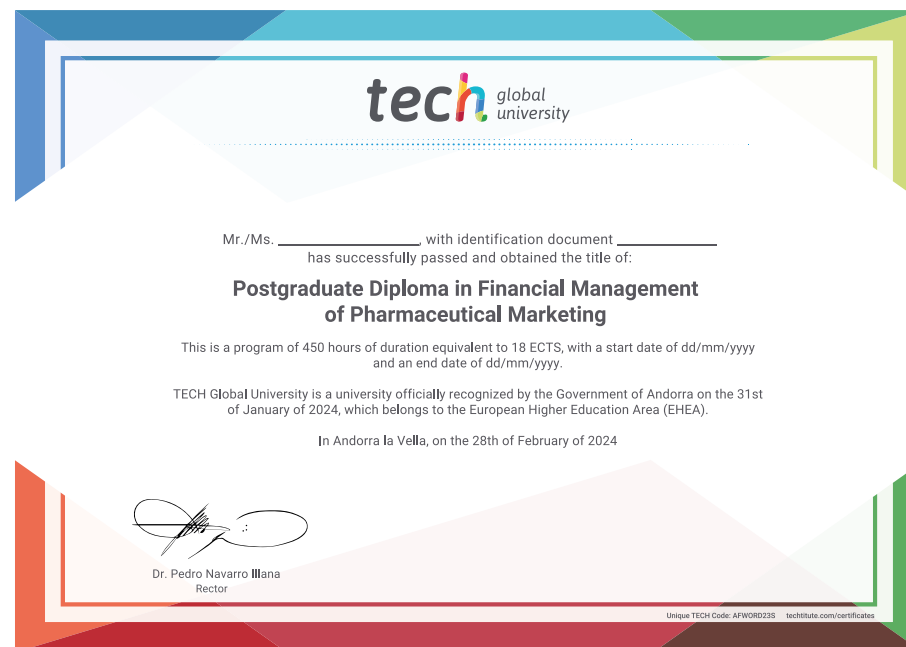 tech global university
Mr./Ms. ____________________, with identification document ______________
has successfully passed and obtained the title of:
Postgraduate Diploma in Financial Management
of Pharmaceutical Marketing
This is a program of 450 hours of duration equivalent to 18 ECTS, with a start date of dd/mm/yyyy
and an end date of dd/mm/yyyy.
TECH Global University is a university officially recognized by the Government of Andorra on the 31st
of January of 2024, which belongs to the European Higher Education Area (EHEA).
In Andorra la Vella, on the 28th of February of 2024
Dr. Pedro Navarro Illana
Rector
Unique TECH Code: AFWORD23S techtitute.com/certificates